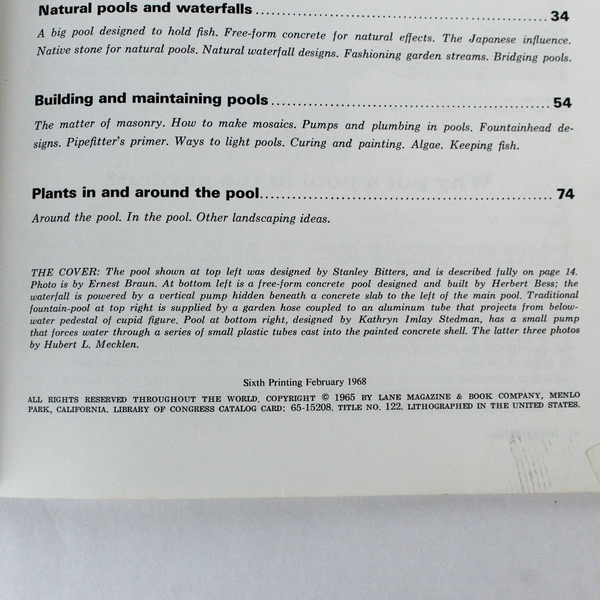 Natural pools and waterfalls ........ 34
A big pool designed to hold fish. Free-form concrete for natural effects. The Japanese influence.
Native stone for natural pools. Natural waterfall designs. Fashioning garden streams. Bridging pools.
Building and maintaining pools ........ 54
The matter of masonry. How to make mosaics. Pumps and plumbing in pools. Fountainhead de-
signs. Pipefitter's primer. Ways to light pools. Curing and painting. Algae. Keeping fish.
Plants in and around the pool ........ 74
Around the pool. In the pool. Other landscaping ideas.
THE COVER: The pool shown at top left was designed by Stanley Bitters, and is described fully on page 14.
Photo is by Ernest Braun. At bottom left is a free-form concrete pool designed and built by Herbert Bess; the
waterfall is powered by a vertical pump hidden beneath a concrete slab to the left of the main pool. Traditional
fountain-pool at top right is supplied by a garden hose coupled to an aluminum tube that projects from below-
water pedestal of cupid figure. Pool at bottom right, designed by Kathryn Imlay Stedman, has a small pump
that forces water through a series of small plastic tubes cast into the painted concrete shell. The latter three photos
by Hubert L. Mecklen.
Sixth Printing February 1968
ALL RIGHTS RESERVED THROUGHOUT THE WORLD. COPYRIGHT © 1965 BY LANE MAGAZINE & BOOK COMPANY, MENLO
PARK, CALIFORNIA. LIBRARY OF CONGRESS CATALOG CARD: 65-15208. TITLE NO. 122. LITHOGRAPHED IN THE UNITED STATES.